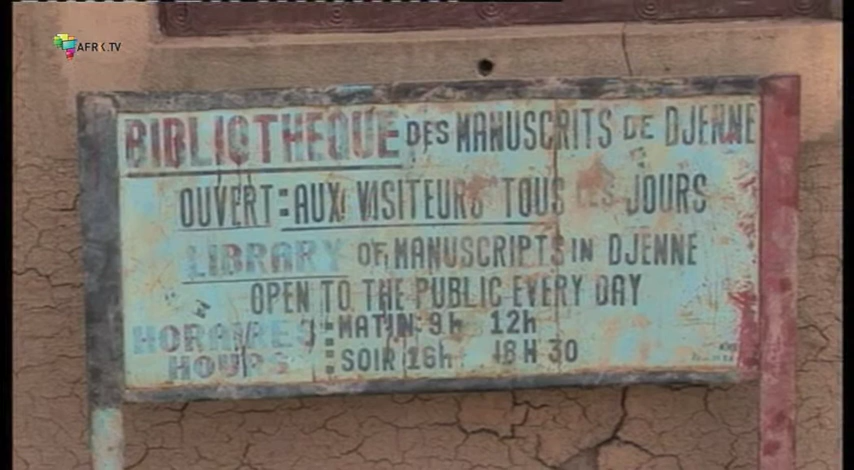 AFRIK.TV
BIBLIOTHEQUE DES MANUSCRITS DE DJENNE
OUVERT: AUX VISITEURS TOUS LES JOURS
LIBRARY OF MANUSCRIPTS IN DJENNE
OPEN TO THE PUBLIC EVERY DAY
HORAIRES : MATIN: 9h 12h
HOURS : SOIR 16h 18H30